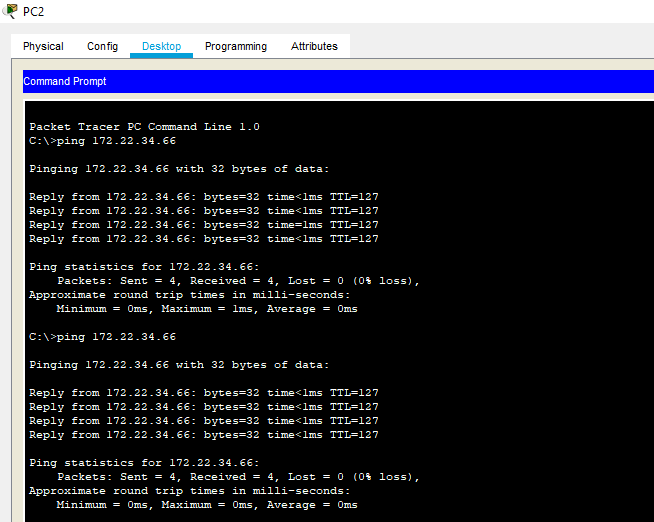 PC2
Physical Config Desktop Programming Attributes
Command Prompt
Packet Tracer PC Command Line 1.0
C:\>ping 172.22.34.66
Pinging 172.22.34.66 with 32 bytes of data:
Reply from 172.22.34.66: bytes=32 time<1ms TTL=127
Reply from 172.22.34.66: bytes=32 time<1ms TTL=127
Reply from 172.22.34.66: bytes=32 time=1ms TTL=127
Reply from 172.22.34.66: bytes=32 time<1ms TTL=127
Ping statistics for 172.22.34.66:
Packets: Sent = 4, Received = 4, Lost = 0 (0% loss),
Approximate round trip times in milli-seconds:
Minimum = 0ms, Maximum = 1ms, Average = 0ms
C:\>ping 172.22.34.66
Pinging 172.22.34.66 with 32 bytes of data:
Reply from 172.22.34.66: bytes=32 time<1ms TTL=127
Reply from 172.22.34.66: bytes=32 time<1ms TTL=127
Reply from 172.22.34.66: bytes=32 time<1ms TTL=127
Reply from 172.22.34.66: bytes=32 time<1ms TTL=127
Ping statistics for 172.22.34.66:
Packets: Sent = 4, Received = 4, Lost = 0 (0% loss),
Approximate round trip times in milli-seconds:
Minimum = 0ms, Maximum = 0ms, Average = 0ms